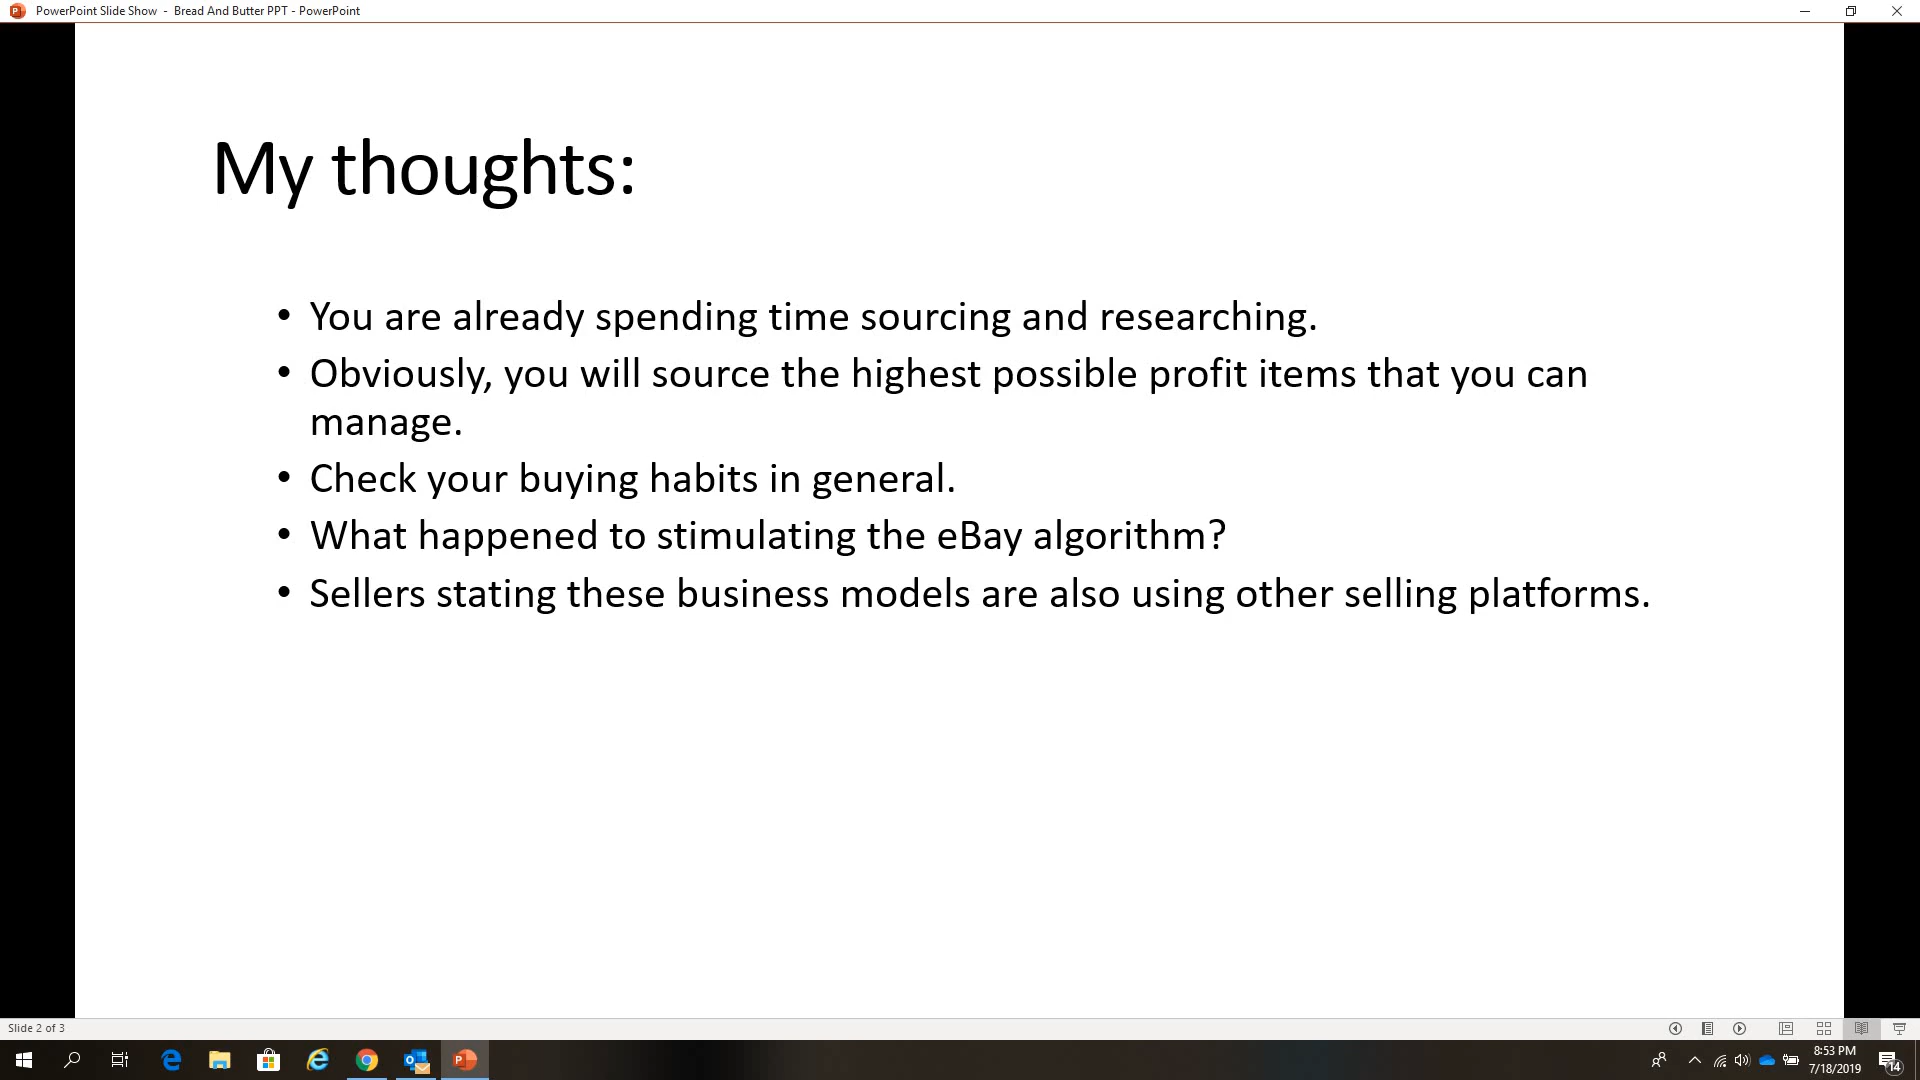 PowerPoint Slide Show - Bread And Butter PPT - PowerPoint
My thoughts:
• You are already spending time sourcing and researching.
• Obviously, you will source the highest possible profit items that you can
manage.
• Check your buying habits in general.
• What happened to stimulating the eBay algorithm?
• Sellers stating these business models are also using other selling platforms.
Slide 2 of 3
8:53 PM
7/18/2019
14